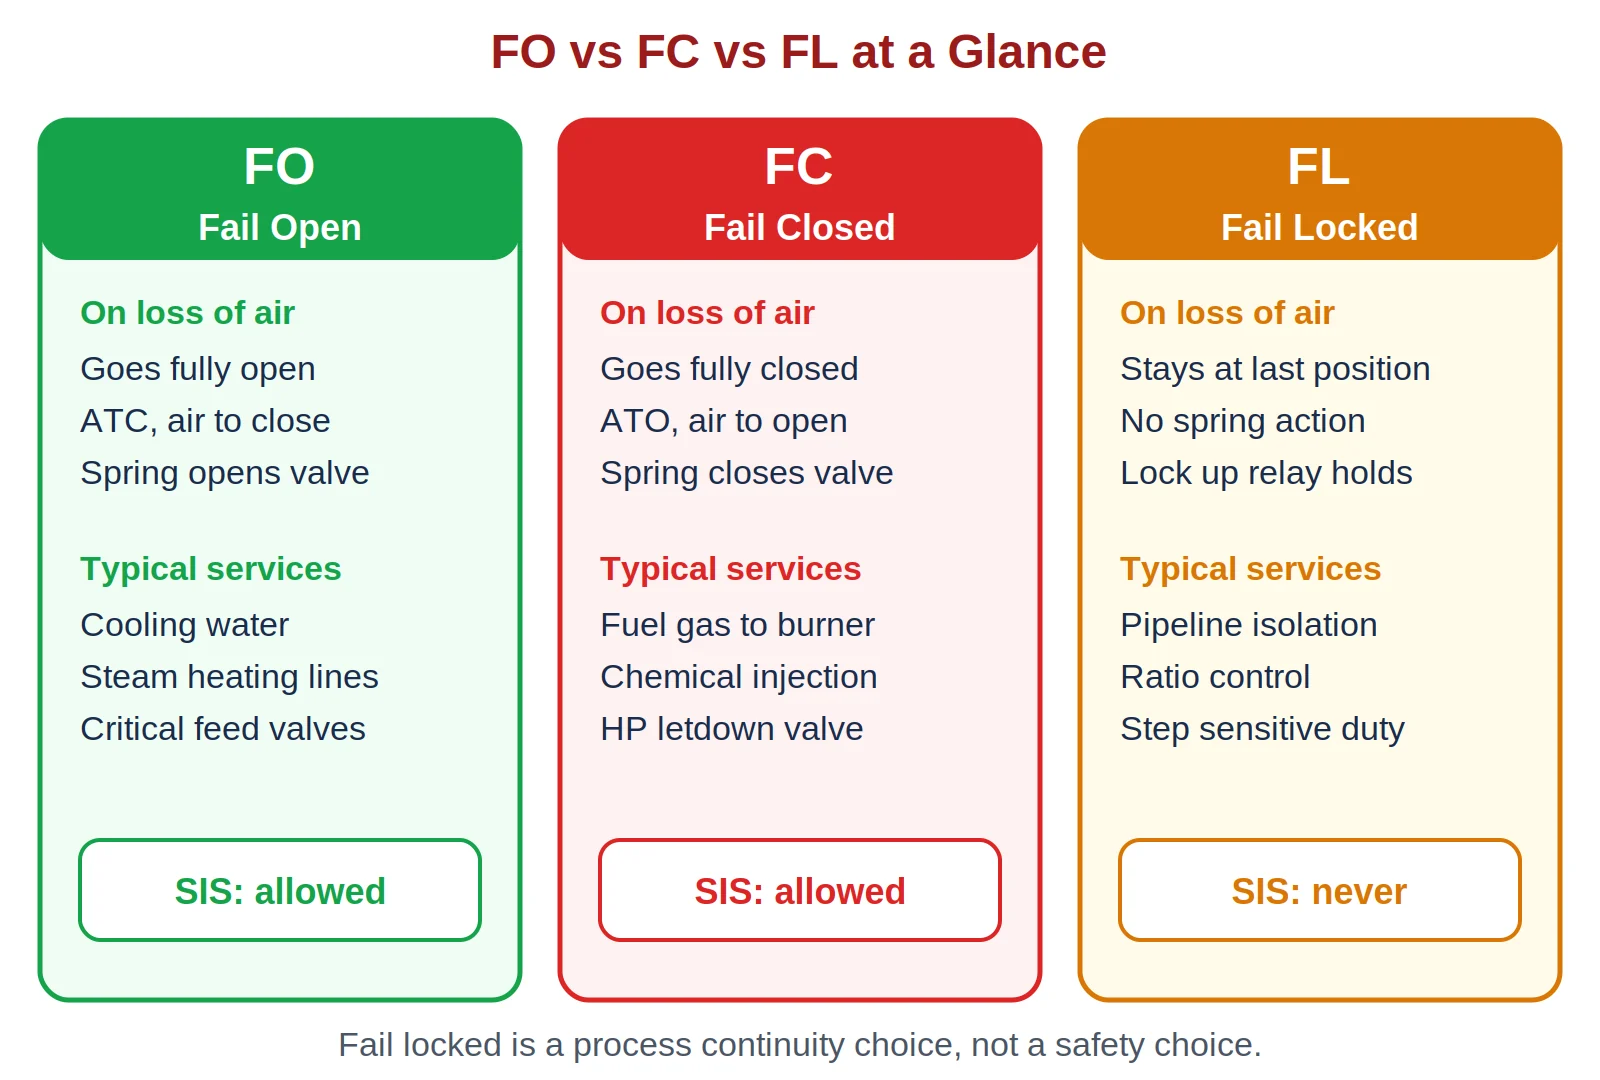 FO vs FC vs FL at a Glance
FO
Fail Open
On loss of air
Goes fully open
ATC, air to close
Spring opens valve
Typical services
Cooling water
Steam heating lines
Critical feed valves
SIS: allowed
FC
Fail Closed
On loss of air
Goes fully closed
ATO, air to open
Spring closes valve
Typical services
Fuel gas to burner
Chemical injection
HP letdown valve
SIS: allowed
FL
Fail Locked
On loss of air
Stays at last position
No spring action
Lock up relay holds
Typical services
Pipeline isolation
Ratio control
Step sensitive duty
SIS: never
Fail locked is a process continuity choice, not a safety choice.